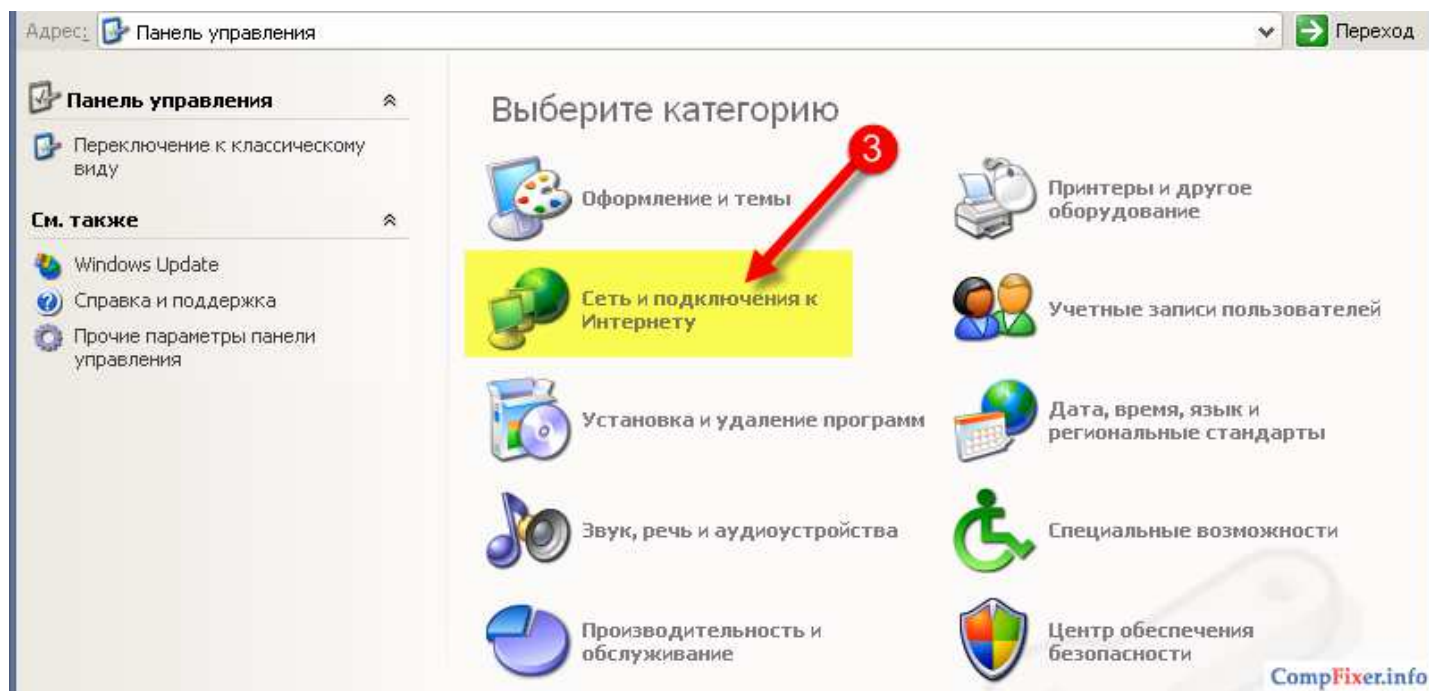 Адрес: Панель управления
Переход
Панель управления
Переключение к классическому
виду
См. также
Windows Update
Справка и поддержка
Прочие параметры панели
управления
Выберите категорию
3
Оформление и темы
Принтеры и другое
оборудование
Сеть и подключения к
Интернету
Учетные записи пользователей
Установка и удаление программ
Дата, время, язык и
региональные стандарты
Звук, речь и аудиоустройства
Специальные возможности
Производительность и
обслуживание
Центр обеспечения
безопасности
CompFixer.info